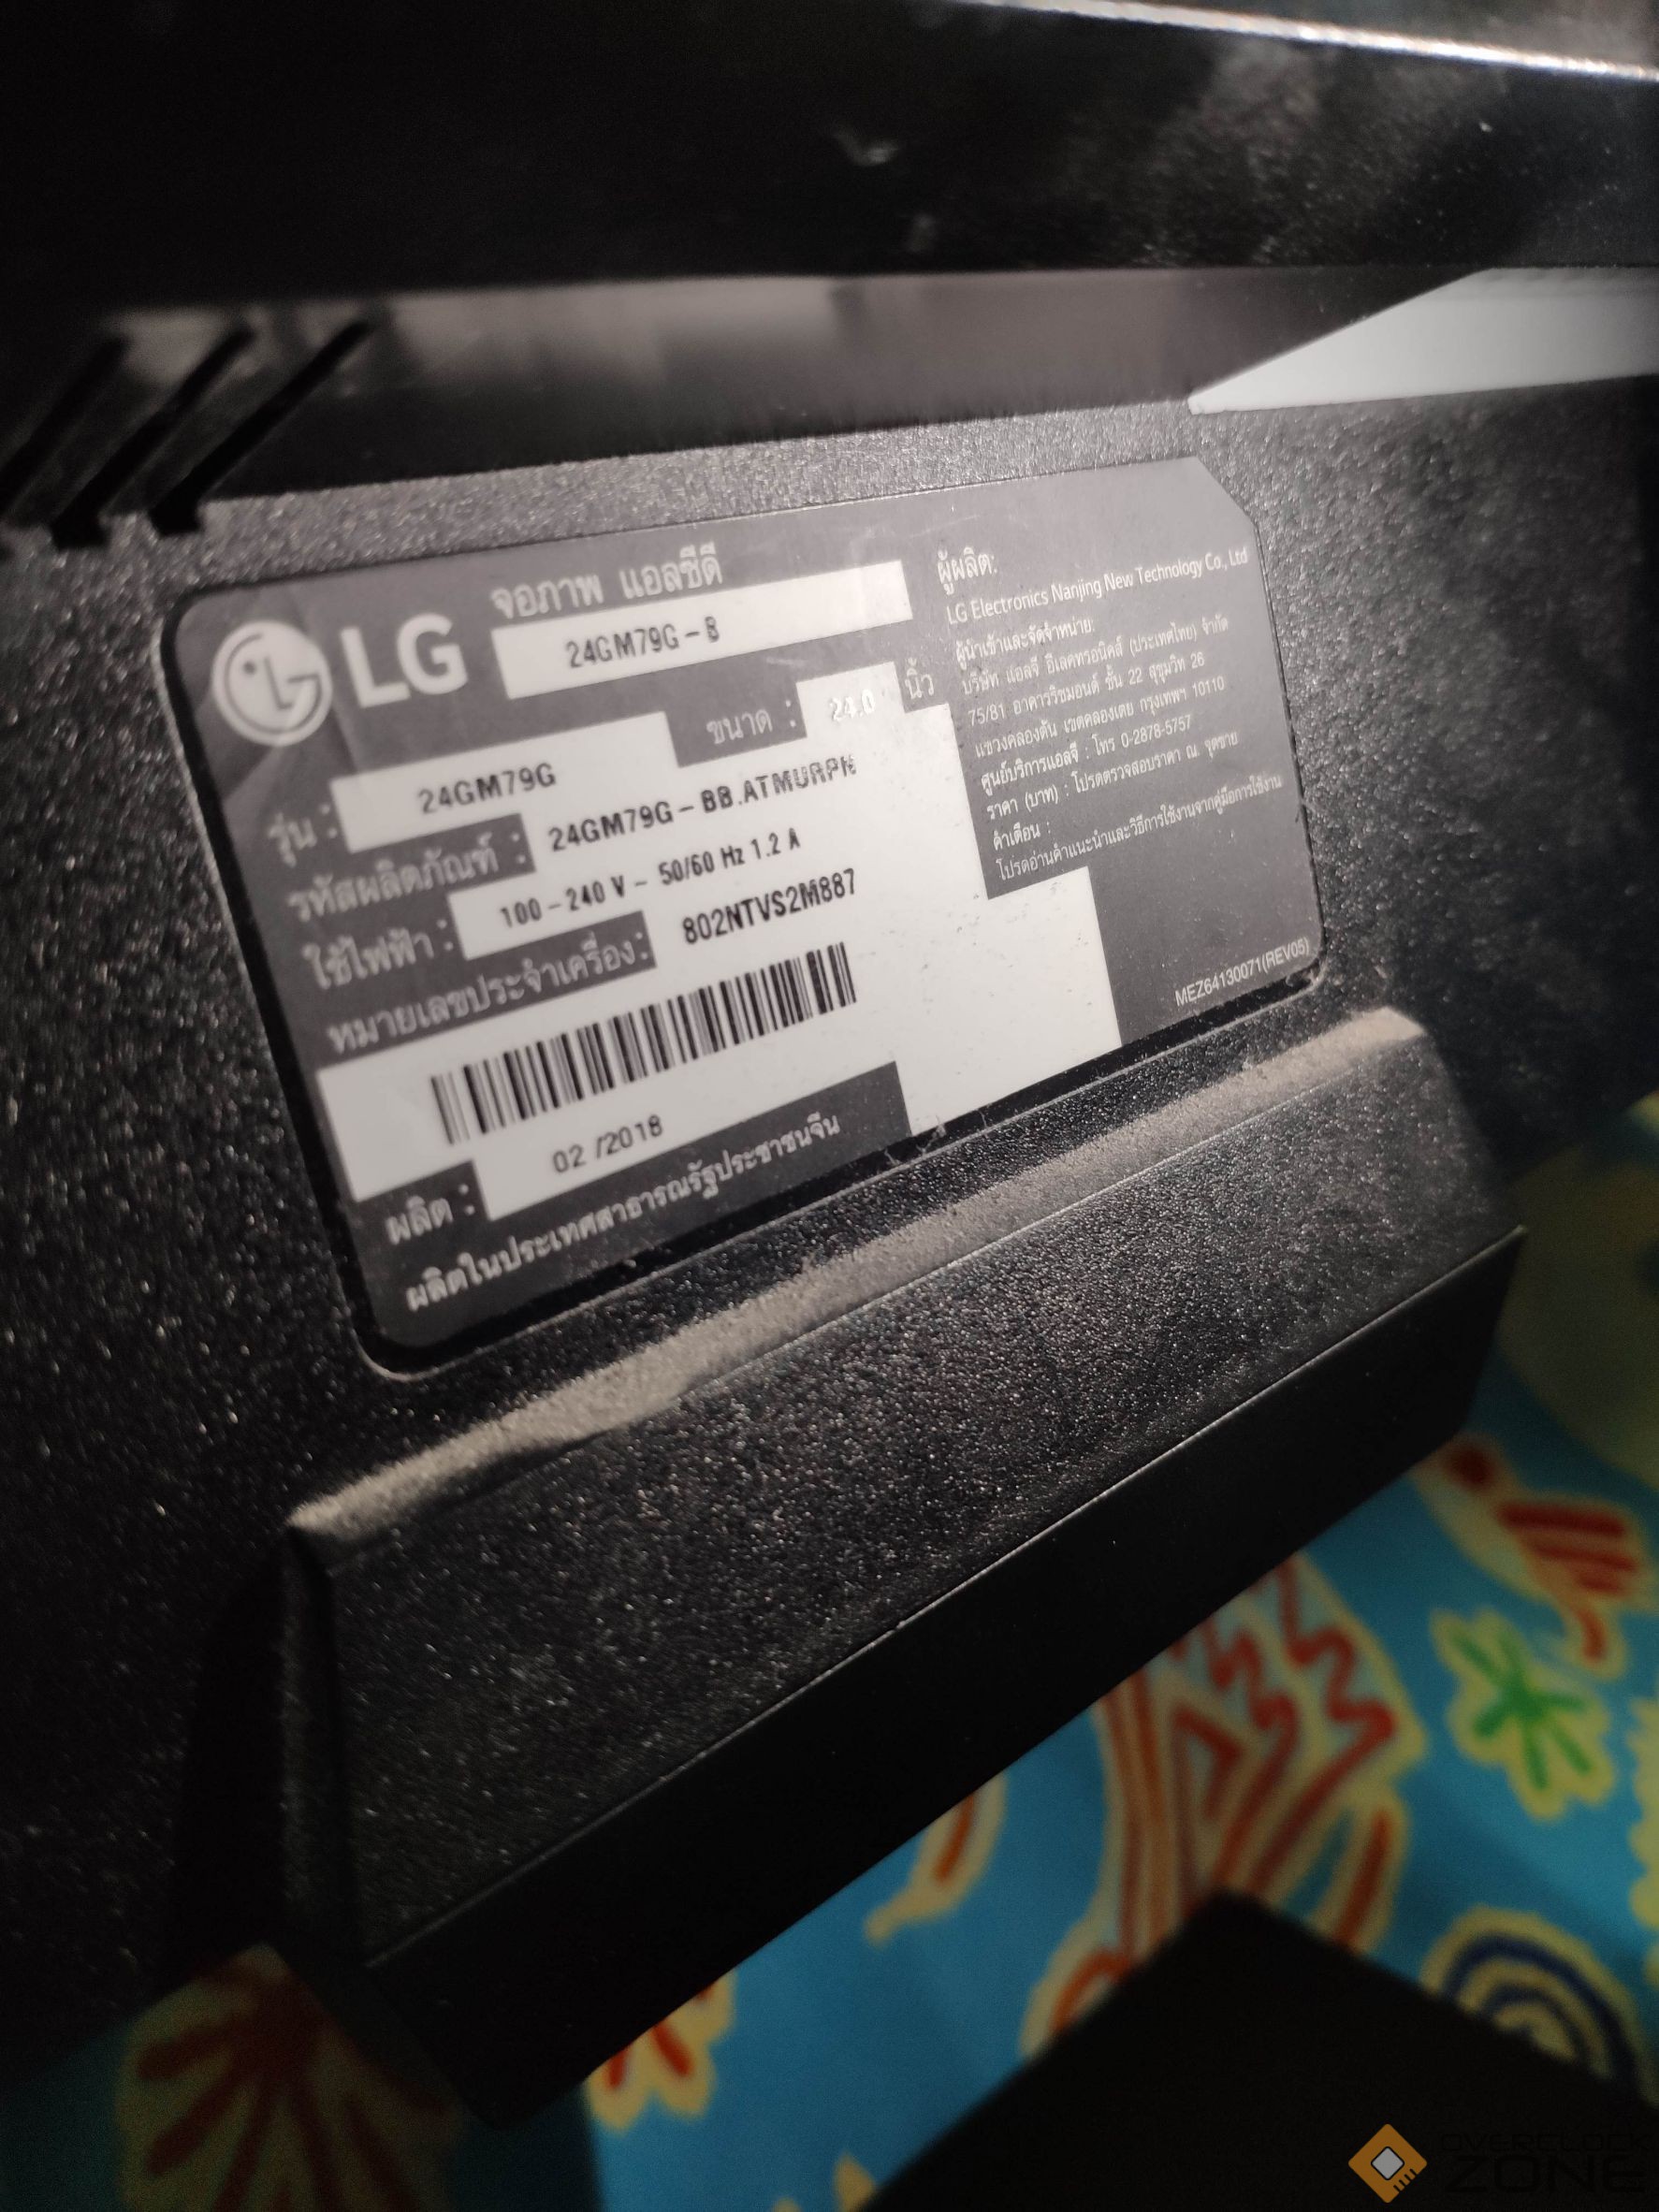 LG
จอภาพ แอลซีดี
24GM79G-B
ขนาด : 24.0 นิ้ว
รุ่น : 24GM79G
รหัสผลิตภัณฑ์ : 24GM79G-BB.ATMURPN
ใช้ไฟฟ้า : 100-240 V ~ 50/60 Hz 1.2 A
หมายเลขประจำเครื่อง : 802NTVS2M887
ผลิต : 02 /2018
ผลิตในประเทศสาธารณรัฐประชาชนจีน
ผู้ผลิต:
LG Electronics Nanjing New Technology Co., Ltd
ผู้นำเข้าและจัดจำหน่าย:
บริษัท แอลจี อีเลคทรอนิคส์ (ประเทศไทย) จำกัด
75/81 อาคารริชมอนด์ ชั้น 22 สุขุมวิท 26
แขวงคลองตัน เขตคลองเตย กรุงเทพฯ 10110
ศูนย์บริการแอลจี : โทร 0-2878-5757
ราคา (บาท) : โปรดตรวจสอบราคา ณ จุดขาย
คำเตือน :
โปรดอ่านคำแนะนำและวิธีการใช้งานจากคู่มือการใช้งาน
MEZ64130071(REV05)
OVERCLOCK
ZONE